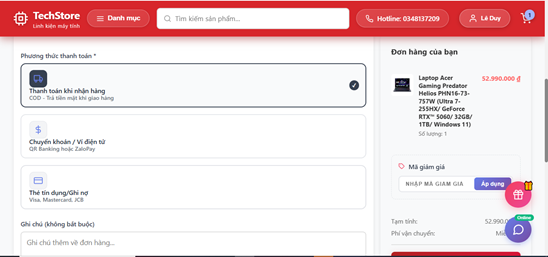 TechStore
Linh kiện máy tính
Danh mục
Tìm kiếm sản phẩm...
Hotline: 0348137209
Lê Duy
1
Phương thức thanh toán *
Thanh toán khi nhận hàng
COD - Trả tiền mặt khi giao hàng
Chuyển khoản / Ví điện tử
QR Banking hoặc ZaloPay
Thẻ tín dụng/Ghi nợ
Visa, Mastercard, JCB
Ghi chú (không bắt buộc)
Ghi chú thêm về đơn hàng...
Đơn hàng của bạn
Laptop Acer
Gaming Predator
Helios PHN16-73-
757W (Ultra 7-
255HX/ GeForce
RTX™ 5060/ 32GB/
1TB/ Windows 11)
52.990.000 ₫
Số lượng: 1
Mã giảm giá
NHẬP MÃ GIẢM GIÁ
Áp dụng
Online
Tạm tính:
52.990
Phí vận chuyển: